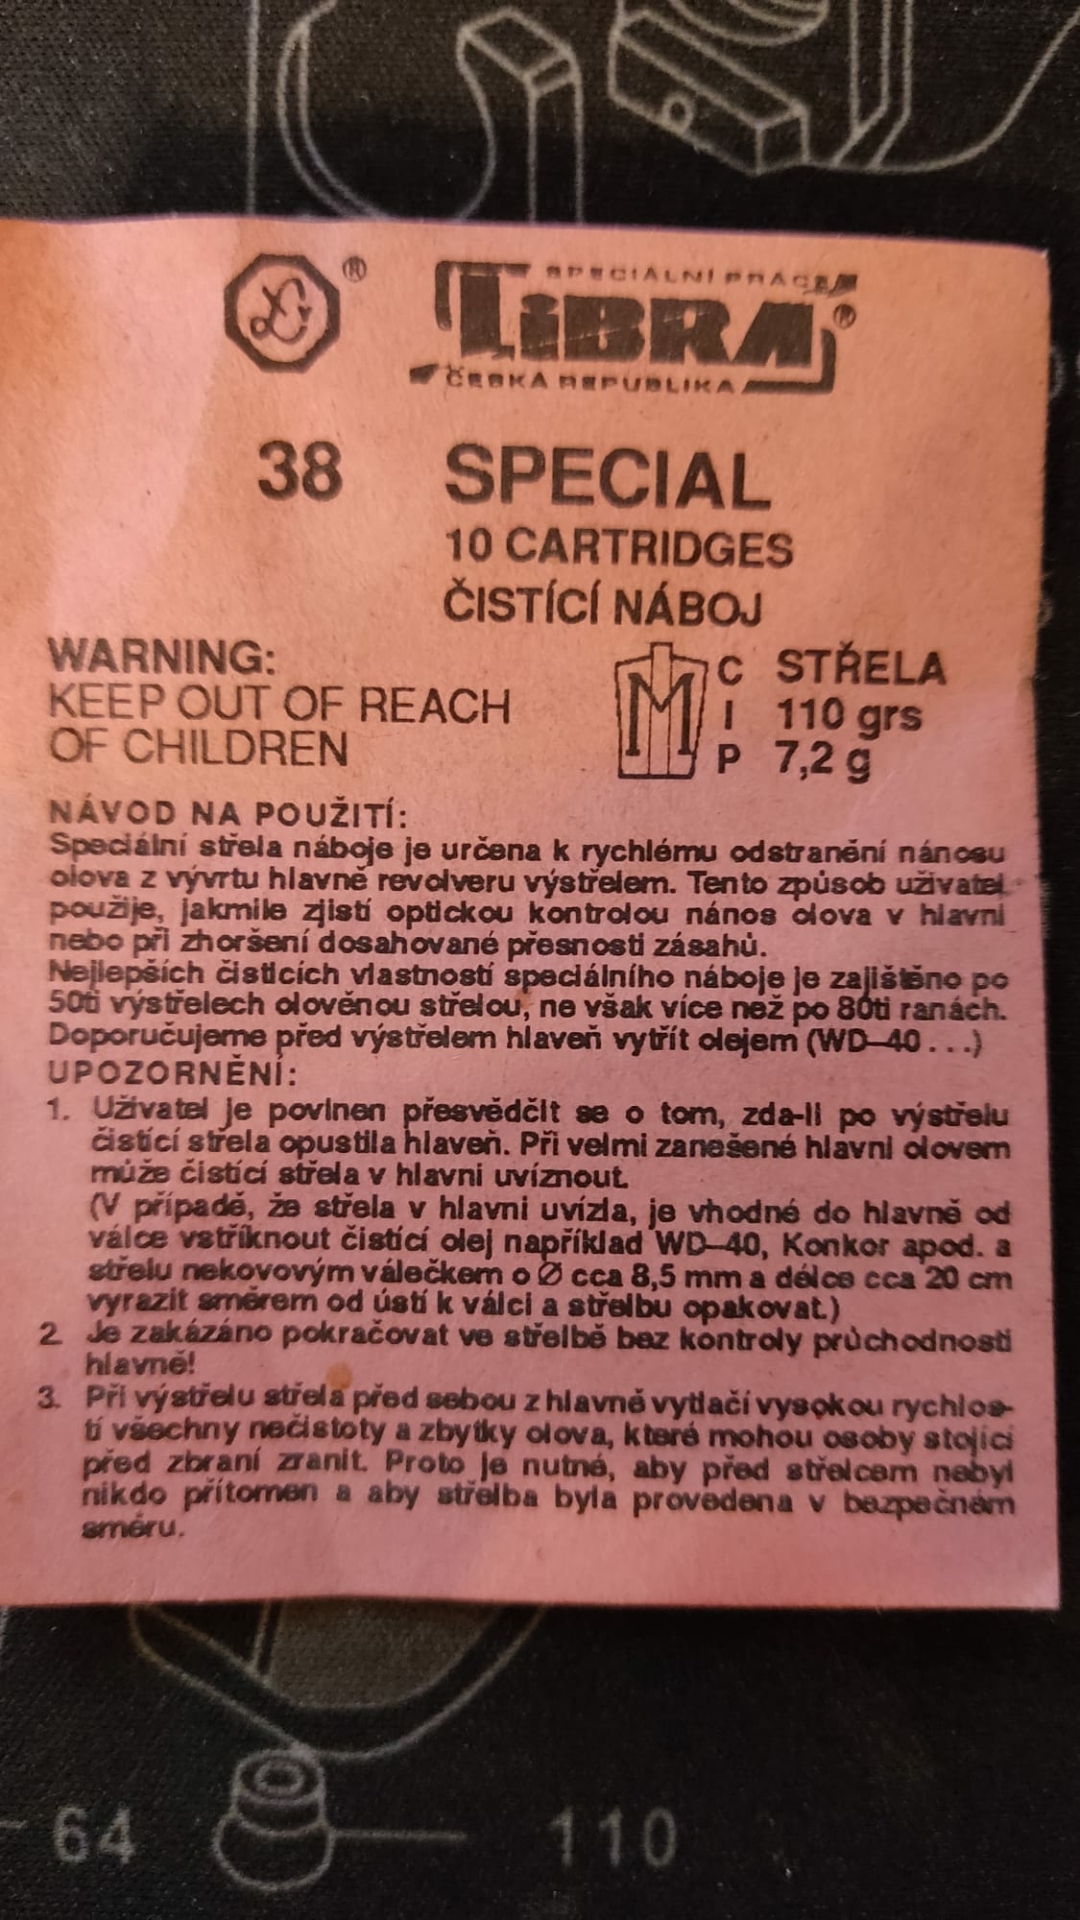 ®
SPECIÁLNÍ PRÁCE
LiBRA®
ČESKÁ REPUBLIKA
38 SPECIAL
10 CARTRIDGES
ČISTÍCÍ NÁBOJ
WARNING:
KEEP OUT OF REACH
OF CHILDREN
M
C STŘELA
I 110 grs
P 7,2 g
NÁVOD NA POUŽITÍ:
Speciální střela náboje je určena k rychlému odstranění nánosu
olova z vývrtu hlavně revolveru výstřelem. Tento způsob uživatel
použije, jakmile zjistí optickou kontrolou nános olova v hlavni
nebo při zhoršení dosahované přesnosti zásahů.
Nejlepších čisticích vlastností speciálního náboje je zajištěno po
50ti výstřelech olověnou střelou, ne však více než po 80ti ranách.
Doporučujeme před výstřelem hlaveň vytřít olejem (WD–40...)
UPOZORNĚNÍ:
1. Uživatel je povinen přesvědčit se o tom, zda-li po výstřelu
čistící střela opustila hlaveň. Při velmi zanešené hlavni olovem
může čistící střela v hlavni uvíznout.
(V případě, že střela v hlavni uvízla, je vhodné do hlavně od
válce vstříknout čistící olej například WD–40, Konkor apod. a
střelu nekovovým válečkem o Ø cca 8,5 mm a délce cca 20 cm
vyrazit směrem od ústí k válci a střelbu opakovat.)
2. Je zakázáno pokračovat ve střelbě bez kontroly průchodnosti
hlavně!
3. Při výstřelu střela před sebou z hlavně vytlačí vysokou rychlos-
tí všechny nečistoty a zbytky olova, které mohou osoby stojící
před zbraní zranit. Proto je nutné, aby před střelcem nebyl
nikdo přítomen a aby střelba byla provedena v bezpečném
směru.
64
110